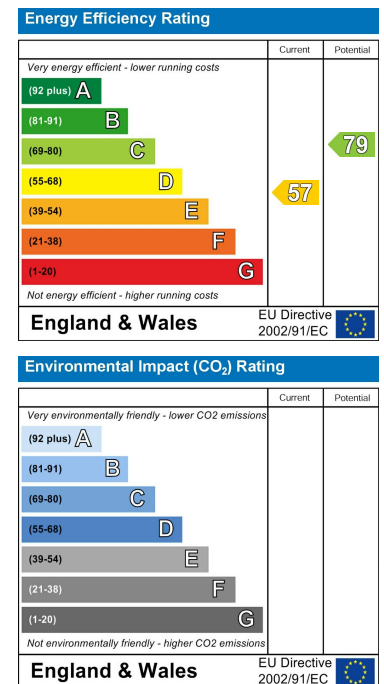 Energy Efficiency Rating
Current Potential
Very energy efficient - lower running costs
(92 plus) A
(81-91) B
(69-80) C
79
(55-68) D
57
(39-54) E
(21-38) F
(1-20) G
Not energy efficient - higher running costs
England & Wales
EU Directive
2002/91/EC
Environmental Impact (CO₂) Rating
Current Potential
Very environmentally friendly - lower CO2 emissions
(92 plus) A
(81-91) B
(69-80) C
(55-68) D
(39-54) E
(21-38) F
(1-20) G
Not environmentally friendly - higher CO2 emissions
England & Wales
EU Directive
2002/91/EC